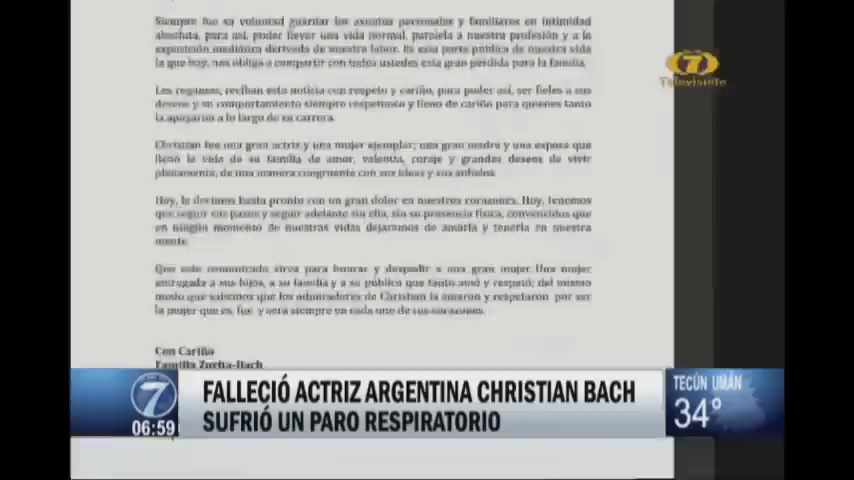 Siempre fue su voluntad guardar los asuntos personales y familiares en intimidad
absoluta, para así, poder llevar una vida normal, paralela a nuestra profesión y a la
exposición mediática derivada de nuestra labor. Es esta parte pública de nuestra vida
la que hoy, nos obliga a compartir con todos ustedes esta gran pérdida para la familia.
Les rogamos, reciban esta noticia con respeto y cariño, para poder así, ser fieles a sus
deseos y su comportamiento siempre respetuoso y lleno de cariño para quienes tanto
la apoyaron a lo largo de su carrera.
Christian fue una gran actriz y una mujer ejemplar; una gran madre y una esposa que
llenó la vida de su familia de amor, valentía, coraje y grandes deseos de vivir
plenamente, de una manera congruente con sus ideas y sus anhelos.
Hoy, le decimos hasta pronto con un gran dolor en nuestros corazones. Hoy, tenemos
que seguir sus pasos y seguir adelante sin ella, sin su presencia física, convencidos que
en ningún momento de nuestras vidas dejaremos de amarla y tenerla en nuestra
mente.
Que este comunicado sirva para honrar y despedir a una gran mujer. Una mujer
entregada a sus hijos, a su familia y a su público que tanto amó y respetó; del mismo
modo que sabemos que los admiradores de Christian la amaron y respetaron por ser
la mujer que es, fue y será siempre en cada uno de sus corazones.
Con Cariño
Familia Zurita-Bach
7
Televisiete
7
06:59
FALLECIÓ ACTRIZ ARGENTINA CHRISTIAN BACH
SUFRIÓ UN PARO RESPIRATORIO
TECÚN UMÁN
34°